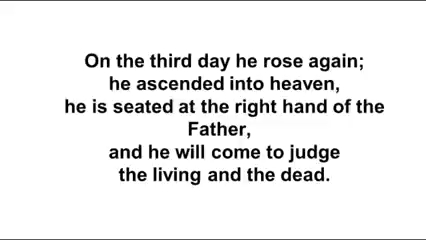 On the third day he rose again;
he ascended into heaven,
he is seated at the right hand of the
Father,
and he will come to judge
the living and the dead.